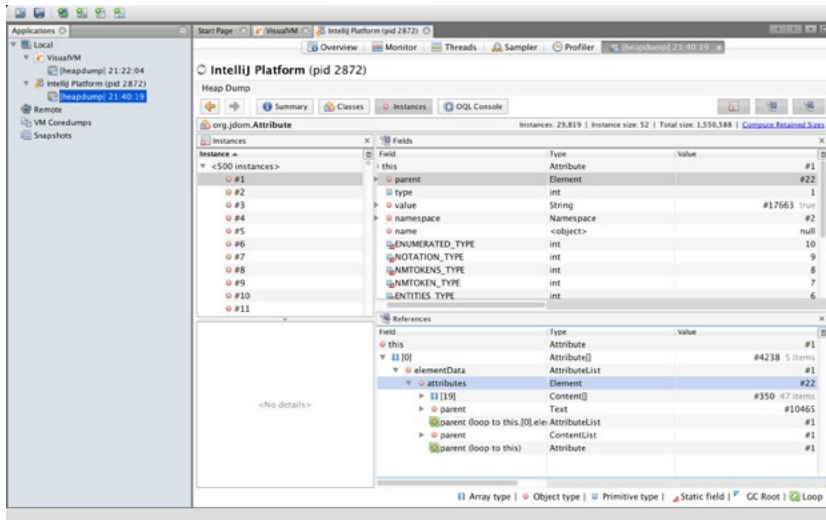 Applications
Start Page
VisualVM
IntelliJ Platform (pid 2872)
Local
VisualVM
[heapdump] 21:22:04
IntelliJ Platform (pid 2872)
[heapdump] 21:40:19
Remote
VM Coredumps
Snapshots
Overview Monitor Threads Sampler Profiler [heapdump] 21:40:19
IntelliJ Platform (pid 2872)
Heap Dump
Summary Classes Instances OQL Console
org.jdom.Attribute Instances: 29,819 | Instance size: 52 | Total size: 1,550,588 | Compute Retained Sizes
Instances
Instance
<500 instances>
#1
#2
#3
#4
#5
#6
#7
#8
#9
#10
#11
<No details>
Fields
Field Type Value
this Attribute #1
parent Element #22
type int 1
value String #17663 true
namespace Namespace #2
name <object> null
ENUMERATED_TYPE int 10
NOTATION_TYPE int 9
NMTOKENS_TYPE int 8
NMTOKEN_TYPE int 7
ENTITIES_TYPE int 6
References
Field Type Value
this Attribute #1
[0] Attribute[] #4238 5 items
elementData AttributeList #1
attributes Element #22
[19] Content[] #350 47 items
parent Text #10465
parent (loop to this.[0].ele AttributeList #1
parent ContentList #1
parent (loop to this) Attribute #1
Array type | Object type | Primitive type | Static field | GC Root | Loop